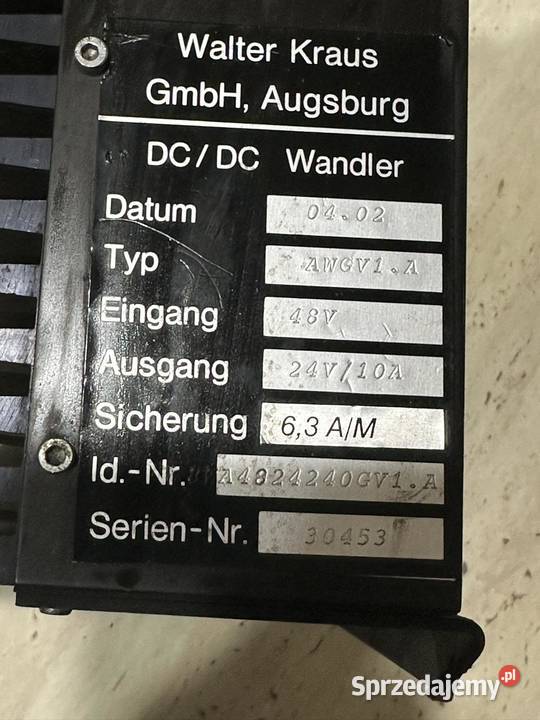 Walter Kraus
GmbH, Augsburg
DC/DC Wandler
Datum 04.02
Typ AWGV1.A
Eingang 48V
Ausgang 24V/10A
Sicherung 6,3 A/M
Id.-Nr. A4824240GV1.A
Serien-Nr. 30453
Sprzedajemy.pl